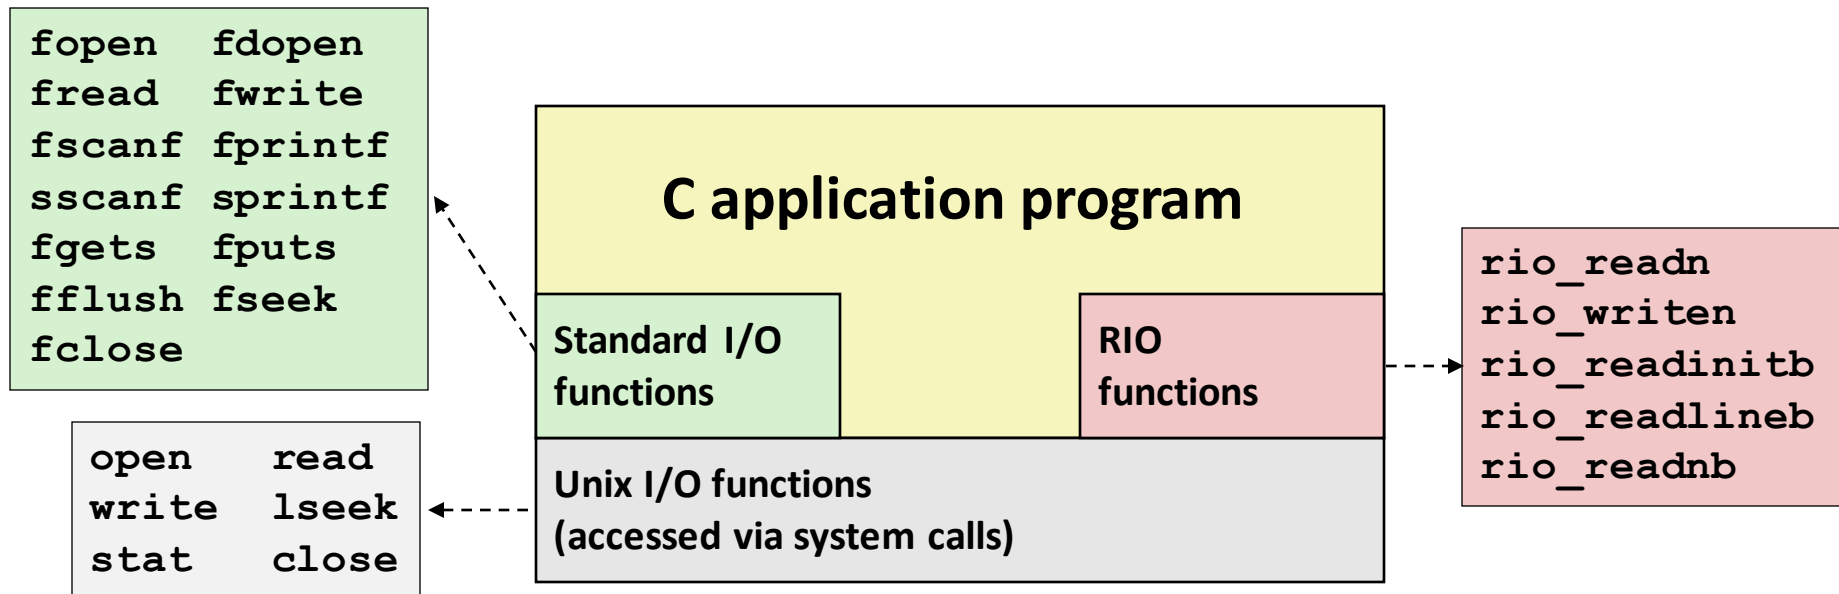 fopen fdopen
fread fwrite
fscanf fprintf
sscanf sprintf
fgets fputs
fflush fseek
fclose
C application program
Standard I/O
functions
RIO
functions
rio_readn
rio_writen
rio_readinitb
rio_readlineb
rio_readnb
open read
write lseek
stat close
Unix I/O functions
(accessed via system calls)